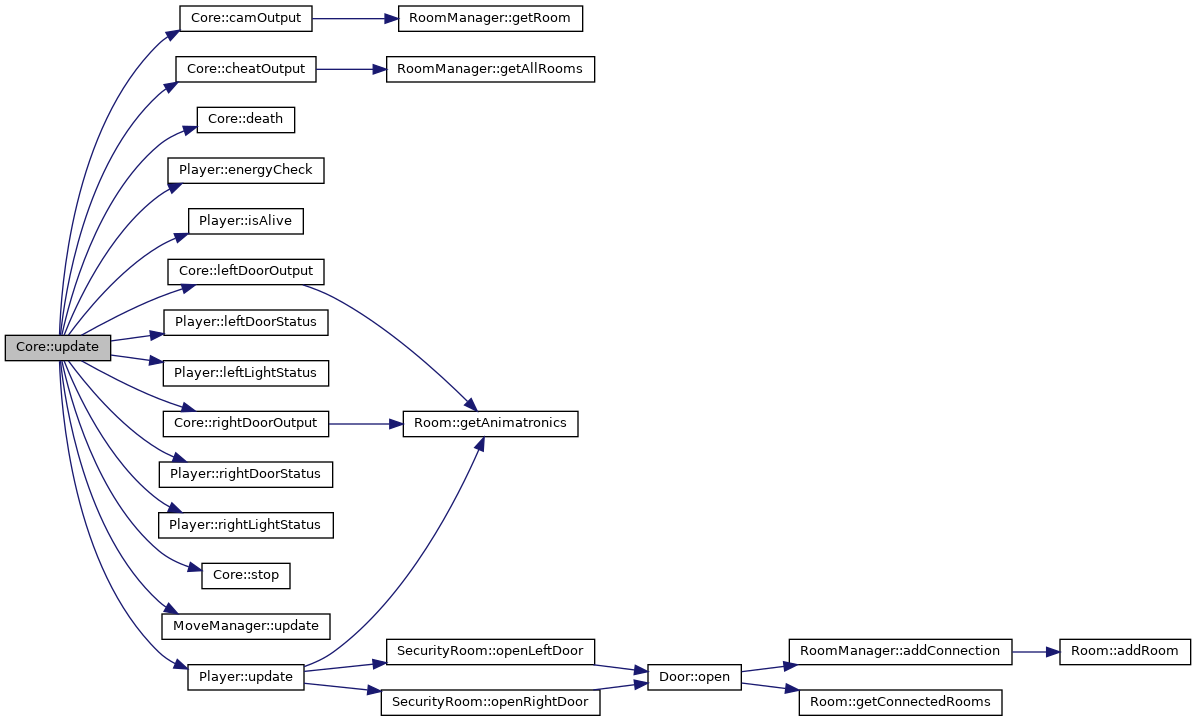 Core::camOutput
RoomManager::getRoom
Core::cheatOutput
RoomManager::getAllRooms
Core::death
Player::energyCheck
Player::isAlive
Core::leftDoorOutput
Player::leftDoorStatus
Core::update
Player::leftLightStatus
Core::rightDoorOutput
Room::getAnimatronics
Player::rightDoorStatus
Player::rightLightStatus
Core::stop
MoveManager::update
SecurityRoom::openLeftDoor
RoomManager::addConnection
Room::addRoom
Player::update
Door::open
SecurityRoom::openRightDoor
Room::getConnectedRooms